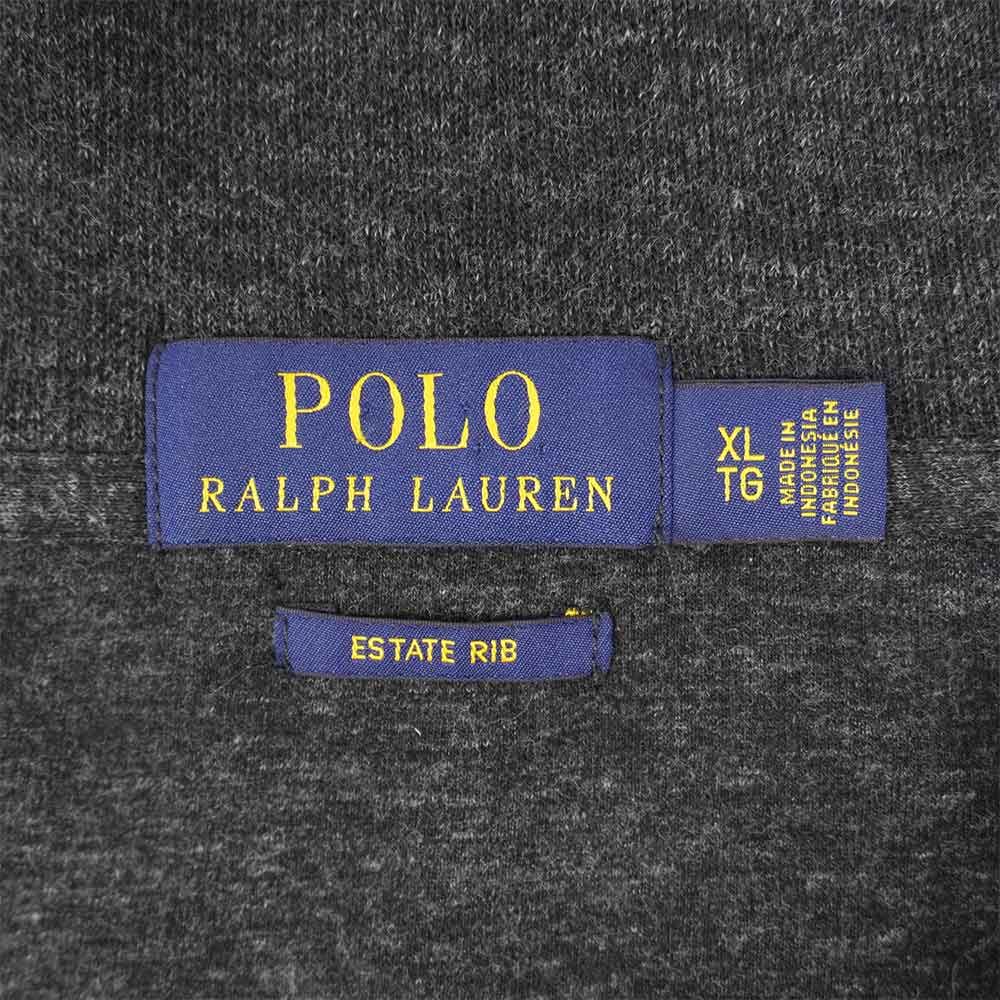 POLO
RALPH LAUREN
XL
TG
MADE IN
INDONESIA
FABRIQUÉ EN
INDONÉSIE
ESTATE RIB